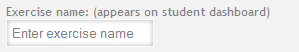 Exercise name: (appears on student dashboard)
Enter exercise name